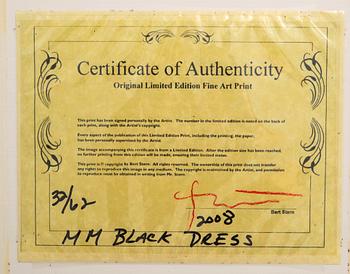 Certificate of Authenticity
Original Limited Edition Fine Art Print
This print has been signed personally by the Artist. The number in the limited edition is noted on the back of
each print, along with the Artist's copyright.
Every aspect of the publication of this Limited Edition Print, including the printing, the paper,
has been personally supervised by the Artist.
The image accompanying this certificate is from a Limited Edition. After the edition size has been reached,
no further printing from this edition will be made, ensuring their limited status.
This print is © copyright by Bert Stern. All rights reserved. The ownership of this print does not transfer
any rights to reproduce this image in any medium. The copyright is maintained by the Artist, and permission
to reproduce must be obtained in writing from Mr. Stern.
32/62
2008
Bert Stern
MM BLACK DRESS